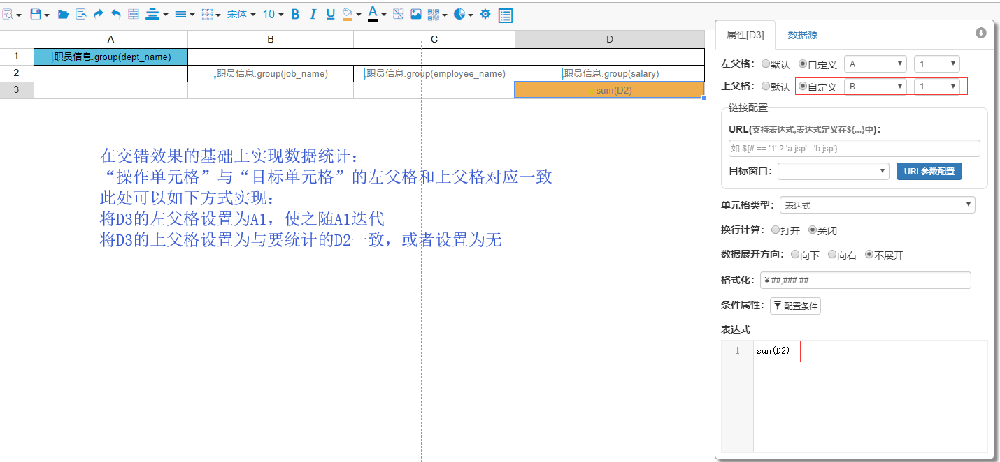 宋体 10 B I U A
A B C D
1 职员信息.group(dept_name)
2 职员信息.group(job_name) 职员信息.group(employee_name) 职员信息.group(salary)
3 sum(D2)
在交错效果的基础上实现数据统计：
“操作单元格”与“目标单元格”的左父格和上父格对应一致
此处可以如下方式实现：
将D3的左父格设置为A1，使之随A1迭代
将D3的上父格设置为与要统计的D2一致，或者设置为无
属性[D3] 数据源
左父格： 默认 自定义 A 1
上父格： 默认 自定义 B 1
链接配置
URL(支持表达式,表达式定义在${...}中)：
如:${# == '1' ? 'a.jsp' : 'b.jsp'}
目标窗口： URL参数配置
单元格类型： 表达式
换行计算： 打开 关闭
数据展开方向： 向下 向右 不展开
格式化： ￥##,###.##
条件属性： 配置条件
表达式
1 sum(D2)